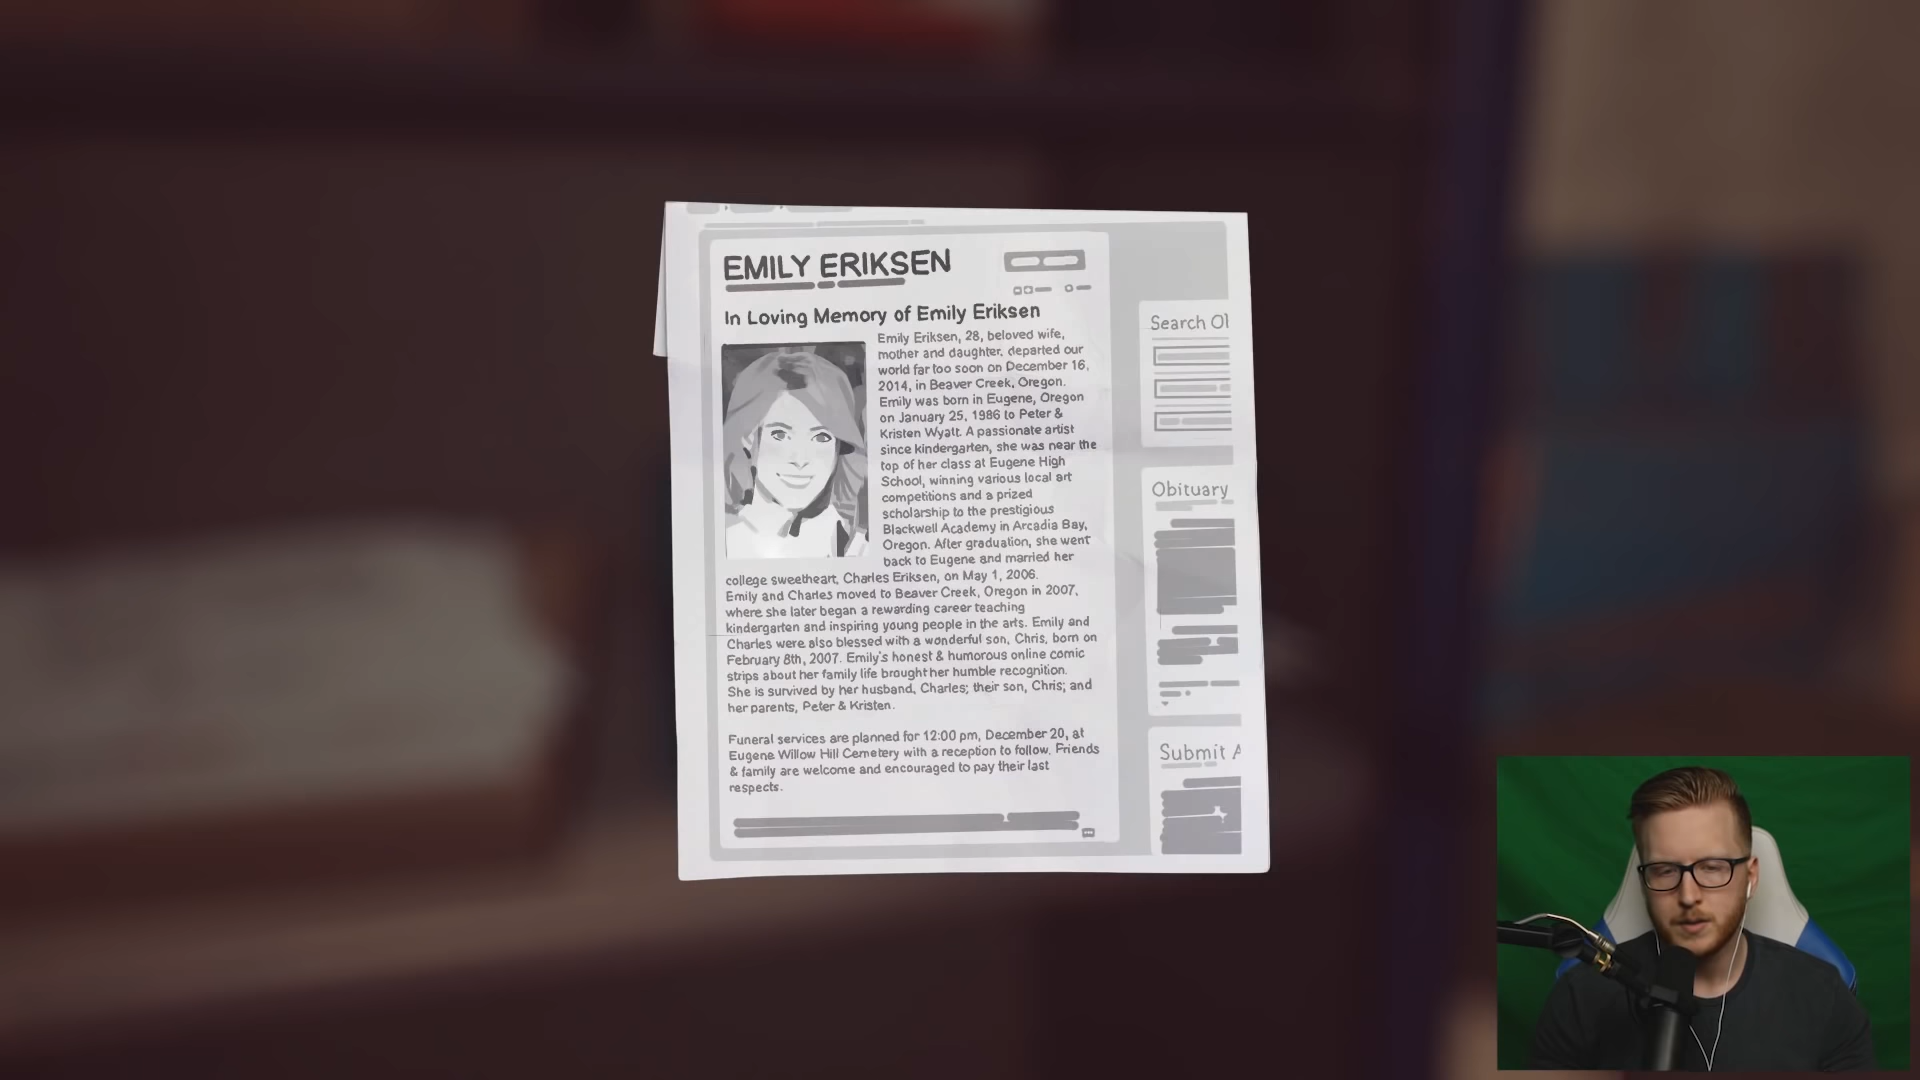 EMILY ERIKSEN
In Loving Memory of Emily Eriksen
Emily Eriksen, 28, beloved wife,
mother and daughter, departed our
world far too soon on December 16,
2014, in Beaver Creek, Oregon.
Emily was born in Eugene, Oregon
on January 25, 1986 to Peter &
Kristen Wyatt. A passionate artist
since kindergarten, she was near the
top of her class at Eugene High
School, winning various local art
competitions and a prized
scholarship to the prestigious
Blackwell Academy in Arcadia Bay,
Oregon. After graduation, she went
back to Eugene and married her
college sweetheart, Charles Eriksen, on May 1, 2006.
Emily and Charles moved to Beaver Creek, Oregon in 2007,
where she later began a rewarding career teaching
kindergarten and inspiring young people in the arts. Emily and
Charles were also blessed with a wonderful son, Chris, born on
February 8th, 2007. Emily's honest & humorous online comic
strips about her family life brought her humble recognition.
She is survived by her husband, Charles; their son, Chris; and
her parents, Peter & Kristen.
Funeral services are planned for 12:00 pm, December 20, at
Eugene Willow Hill Cemetery with a reception to follow. Friends
& family are welcome and encouraged to pay their last
respects.
Search Ob
Obituary
Submit A